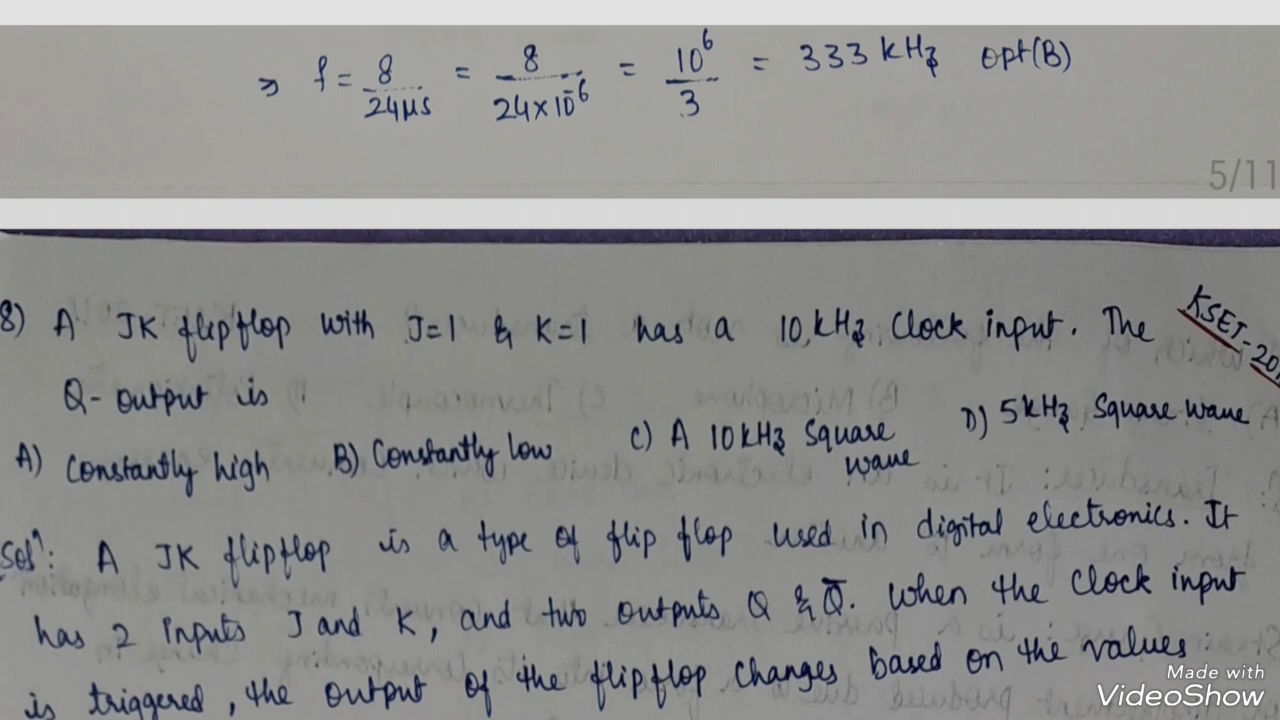 ⇒ f = 8/24μs = 8/24×10⁻⁶ = 10⁶/3 = 333 kHz opt(B)
5/11
8) A JK flipflop with J=1 & K=1 has a 10 kHz clock input. The
KSET-201
Q-output is
A) Constantly high B) Constantly low C) A 10kHz Square wave D) 5kHz Square wave
Solⁿ: A JK flipflop is a type of flip flop used in digital electronics. It
has 2 inputs J and K, and two outputs Q & Q̅. When the clock input
is triggered, the output of the flipflop changes based on the values
Made with
VideoShow